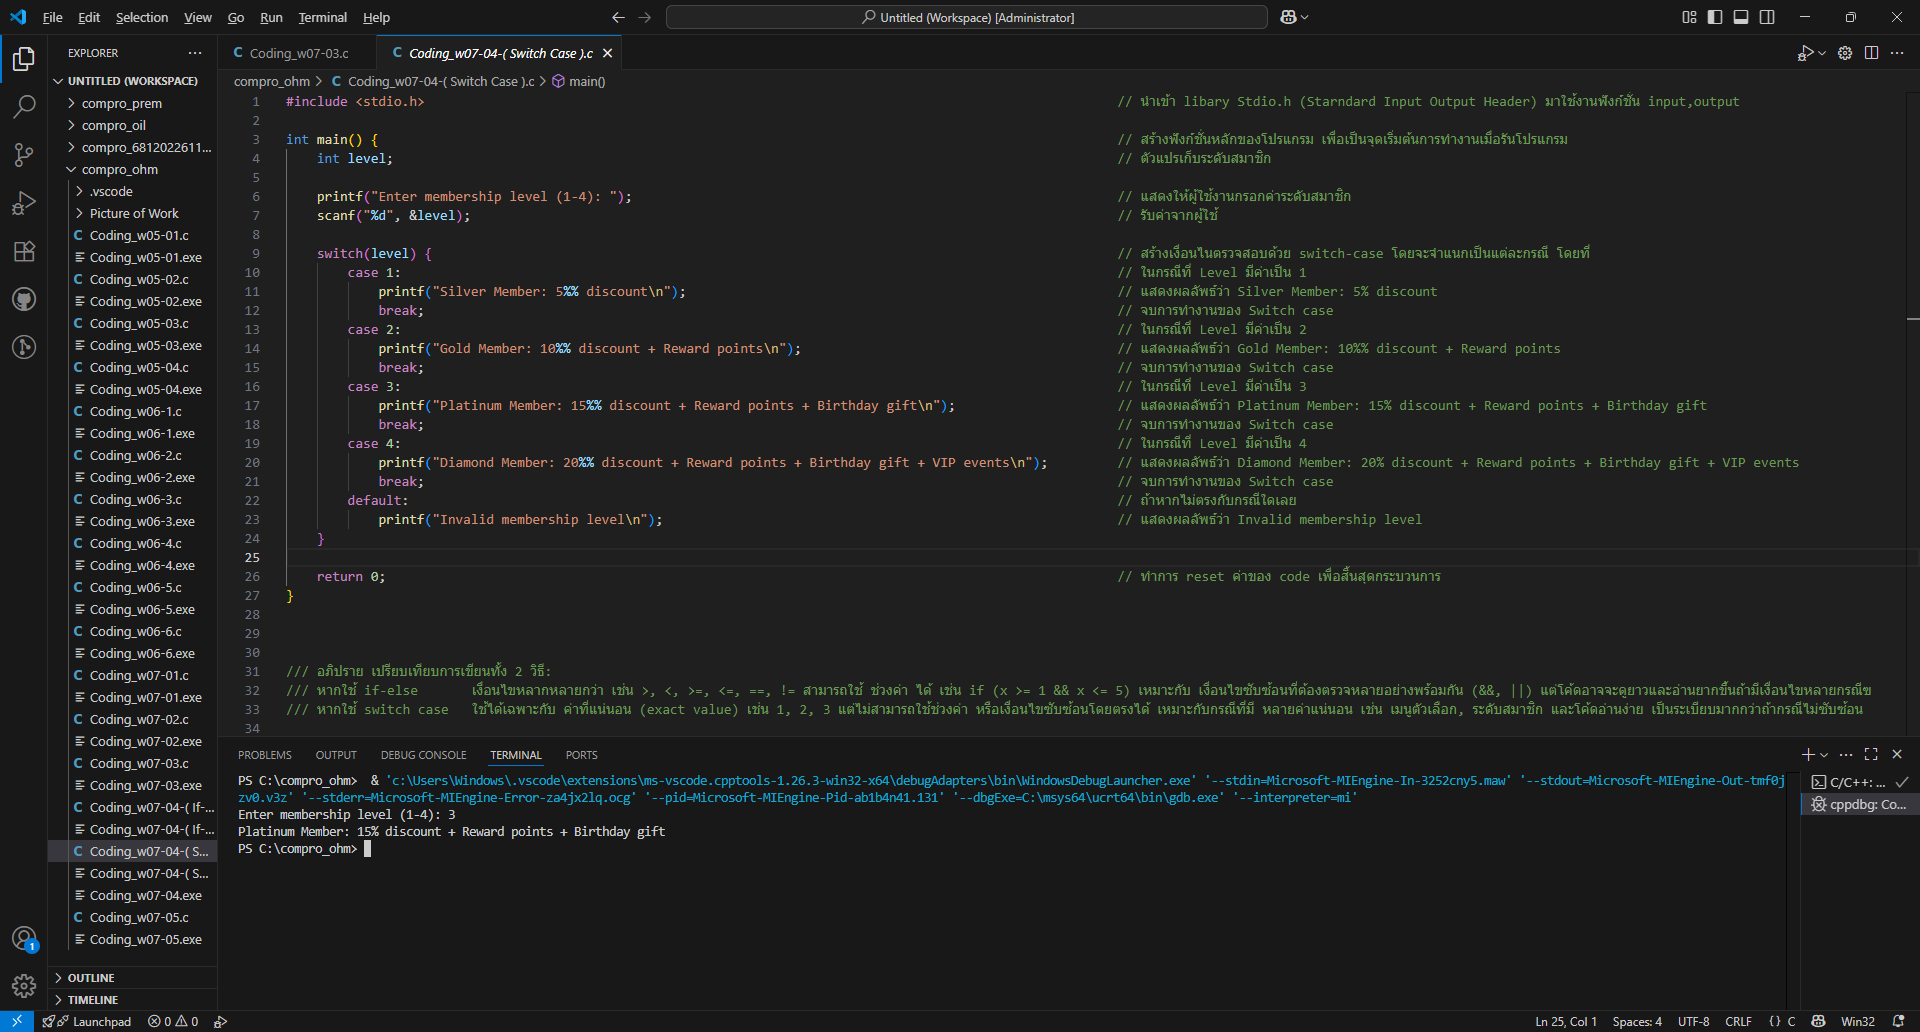 File Edit Selection View Go Run Terminal Help
Untitled (Workspace) [Administrator]
EXPLORER
UNTITLED (WORKSPACE)
compro_prem
compro_oil
compro_6812022611...
compro_ohm
.vscode
Picture of Work
C Coding_w05-01.c
Coding_w05-01.exe
C Coding_w05-02.c
Coding_w05-02.exe
C Coding_w05-03.c
Coding_w05-03.exe
C Coding_w05-04.c
Coding_w05-04.exe
C Coding_w06-1.c
Coding_w06-1.exe
C Coding_w06-2.c
Coding_w06-2.exe
C Coding_w06-3.c
Coding_w06-3.exe
C Coding_w06-4.c
Coding_w06-4.exe
C Coding_w06-5.c
Coding_w06-5.exe
C Coding_w06-6.c
Coding_w06-6.exe
C Coding_w07-01.c
Coding_w07-01.exe
C Coding_w07-02.c
Coding_w07-02.exe
C Coding_w07-03.c
Coding_w07-03.exe
C Coding_w07-04-( If-...
Coding_w07-04-( If-...
C Coding_w07-04-( S...
Coding_w07-04-( S...
Coding_w07-04.exe
C Coding_w07-05.c
Coding_w07-05.exe
OUTLINE
TIMELINE
C Coding_w07-03.c
C Coding_w07-04-( Switch Case ).c
compro_ohm > C Coding_w07-04-( Switch Case ).c > main()
1 #include <stdio.h> // นำเข้า libary Stdio.h (Starndard Input Output Header) มาใช้งานฟังก์ชั่น input,output
2
3 int main() { // สร้างฟังก์ชั่นหลักของโปรแกรม เพื่อเป็นจุดเริ่มต้นการทำงานเมื่อรันโปรแกรม
4 int level; // ตัวแปรเก็บระดับสมาชิก
5
6 printf("Enter membership level (1-4): "); // แสดงให้ผู้ใช้งานกรอกค่าระดับสมาชิก
7 scanf("%d", &level); // รับค่าจากผู้ใช้
8
9 switch(level) { // สร้างเงื่อนไนตรวจสอบด้วย switch-case โดยจะจำแนกเป็นแต่ละกรณี โดยที่
10 case 1: // ในกรณีที่ Level มีค่าเป็น 1
11 printf("Silver Member: 5%% discount\n"); // แสดงผลลัพธ์ว่า Silver Member: 5% discount
12 break; // จบการทำงานของ Switch case
13 case 2: // ในกรณีที่ Level มีค่าเป็น 2
14 printf("Gold Member: 10%% discount + Reward points\n"); // แสดงผลลัพธ์ว่า Gold Member: 10%% discount + Reward points
15 break; // จบการทำงานของ Switch case
16 case 3: // ในกรณีที่ Level มีค่าเป็น 3
17 printf("Platinum Member: 15%% discount + Reward points + Birthday gift\n"); // แสดงผลลัพธ์ว่า Platinum Member: 15% discount + Reward points + Birthday gift
18 break; // จบการทำงานของ Switch case
19 case 4: // ในกรณีที่ Level มีค่าเป็น 4
20 printf("Diamond Member: 20%% discount + Reward points + Birthday gift + VIP events\n"); // แสดงผลลัพธ์ว่า Diamond Member: 20% discount + Reward points + Birthday gift + VIP events
21 break; // จบการทำงานของ Switch case
22 default: // ถ้าหากไม่ตรงกับกรณีใดเลย
23 printf("Invalid membership level\n"); // แสดงผลลัพธ์ว่า Invalid membership level
24 }
25
26 return 0; // ทำการ reset ค่าของ code เพื่อสิ้นสุดกระบวนการ
27 }
28
29
30
31 /// อภิปราย เปรียบเทียบการเขียนทั้ง 2 วิธี:
32 /// หากใช้ if-else เงื่อนไขหลากหลายกว่า เช่น >, <, >=, <=, ==, != สามารถใช้ ช่วงค่า ได้ เช่น if (x >= 1 && x <= 5) เหมาะกับ เงื่อนไขซับซ้อนที่ต้องตรวจหลายอย่างพร้อมกัน (&&, ||) แต่โค้ดอาจจะดูยาวและอ่านยากขึ้นถ้ามีเงื่อนไขหลายกรณีข
33 /// หากใช้ switch case ใช้ได้เฉพาะกับ ค่าที่แน่นอน (exact value) เช่น 1, 2, 3 แต่ไม่สามารถใช้ช่วงค่า หรือเงื่อนไขซับซ้อนโดยตรงได้ เหมาะกับกรณีที่มี หลายค่าแน่นอน เช่น เมนูตัวเลือก, ระดับสมาชิก และโค้ดอ่านง่าย เป็นระเบียบมากกว่าถ้ากรณีไม่ซับซ้อน
34
PROBLEMS OUTPUT DEBUG CONSOLE TERMINAL PORTS
PS C:\compro_ohm> & 'c:\Users\Windows\.vscode\extensions\ms-vscode.cpptools-1.26.3-win32-x64\debugAdapters\bin\WindowsDebugLauncher.exe' '--stdin=Microsoft-MIEngine-In-3252cny5.maw' '--stdout=Microsoft-MIEngine-Out-tmf0j
zv0.v3z' '--stderr=Microsoft-MIEngine-Error-za4jx2lq.ocg' '--pid=Microsoft-MIEngine-Pid-ab1b4n41.131' '--dbgExe=C:\msys64\ucrt64\bin\gdb.exe' '--interpreter=mi'
Enter membership level (1-4): 3
Platinum Member: 15% discount + Reward points + Birthday gift
PS C:\compro_ohm>
C/C++: ...
cppdbg: Co...
1
Launchpad 0 0
Ln 25, Col 1 Spaces: 4 UTF-8 CRLF { } C Win32